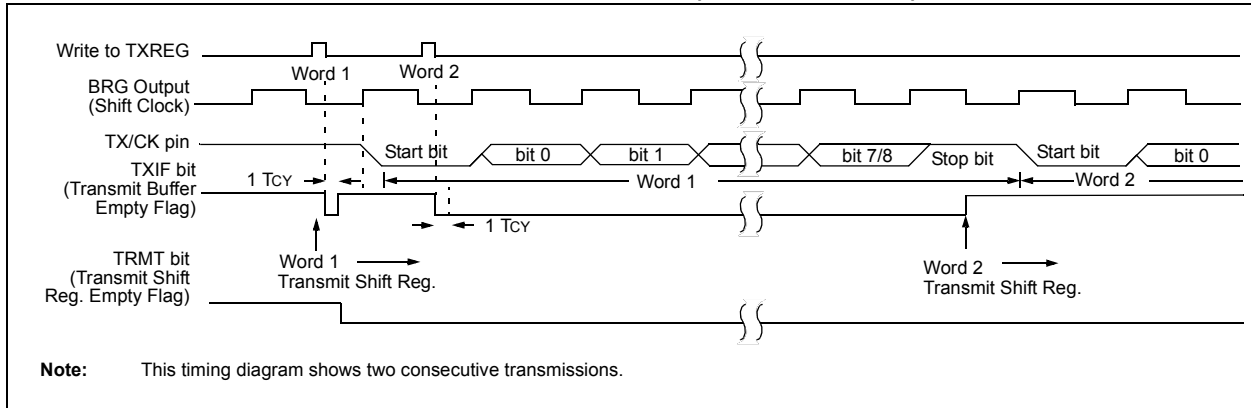 Write to TXREG
Word 1 Word 2
BRG Output
(Shift Clock)
TX/CK pin
Start bit bit 0 bit 1 bit 7/8 Stop bit Start bit bit 0
TXIF bit
(Transmit Buffer
Empty Flag)
1 TCY
Word 1 Word 2
1 TCY
TRMT bit
(Transmit Shift
Reg. Empty Flag)
Word 1
Transmit Shift Reg.
Word 2
Transmit Shift Reg.
Note: This timing diagram shows two consecutive transmissions.